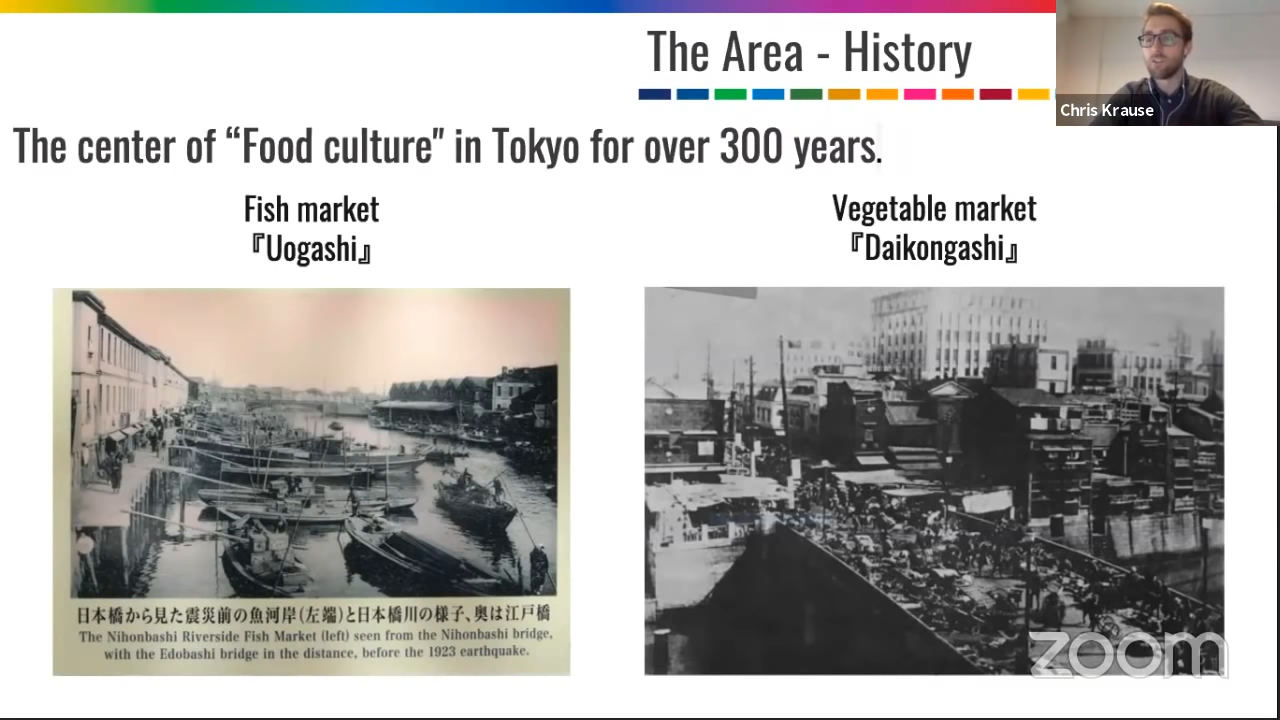 The Area - History
Chris Krause
The center of “Food culture" in Tokyo for over 300 years.
Fish market
『Uogashi』
Vegetable market
『Daikongashi』
日本橋から見た震災前の魚河岸(左端)と日本橋川の様子、奥は江戸橋
The Nihonbashi Riverside Fish Market (left) seen from the Nihonbashi bridge,
with the Edobashi bridge in the distance, before the 1923 earthquake.
zoom